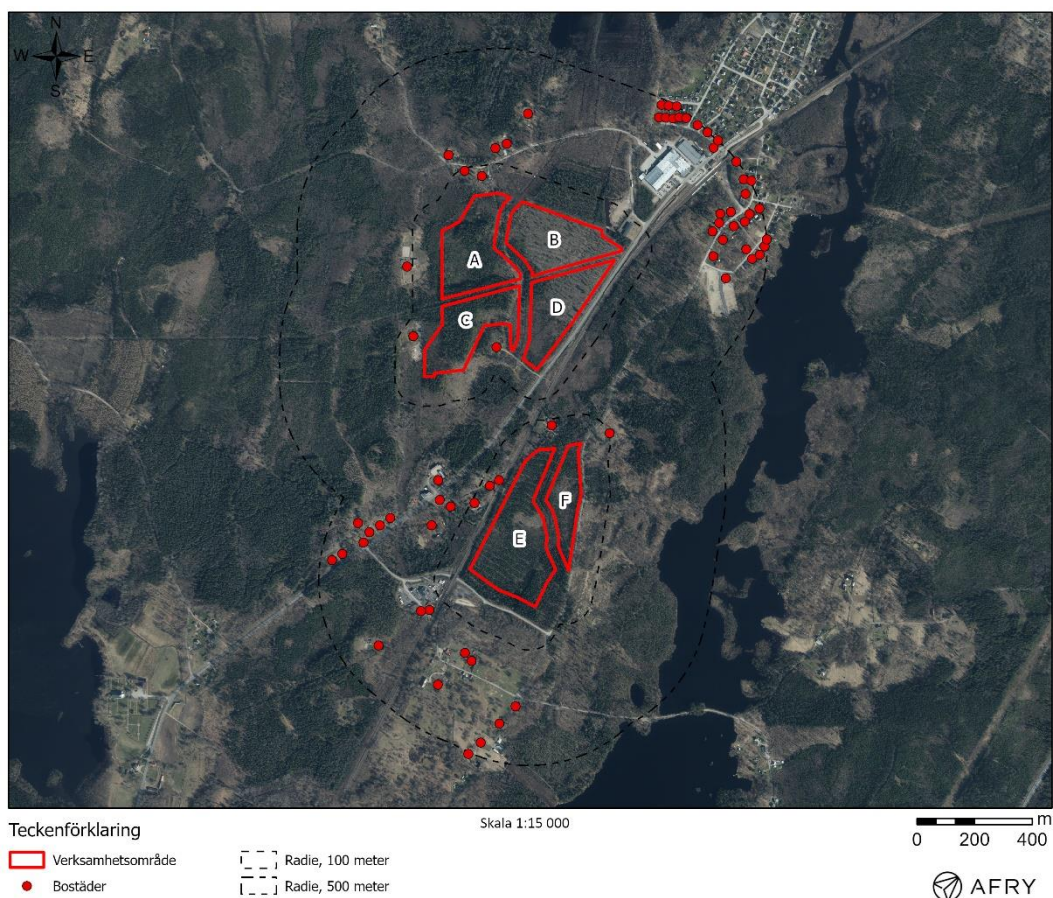 N
W E
S
A
B
C
D
E
F
Teckenförklaring
Skala 1:15 000
m
0 200 400
Verksamhetsområde
Radie, 100 meter
Bostäder
Radie, 500 meter
AFRY